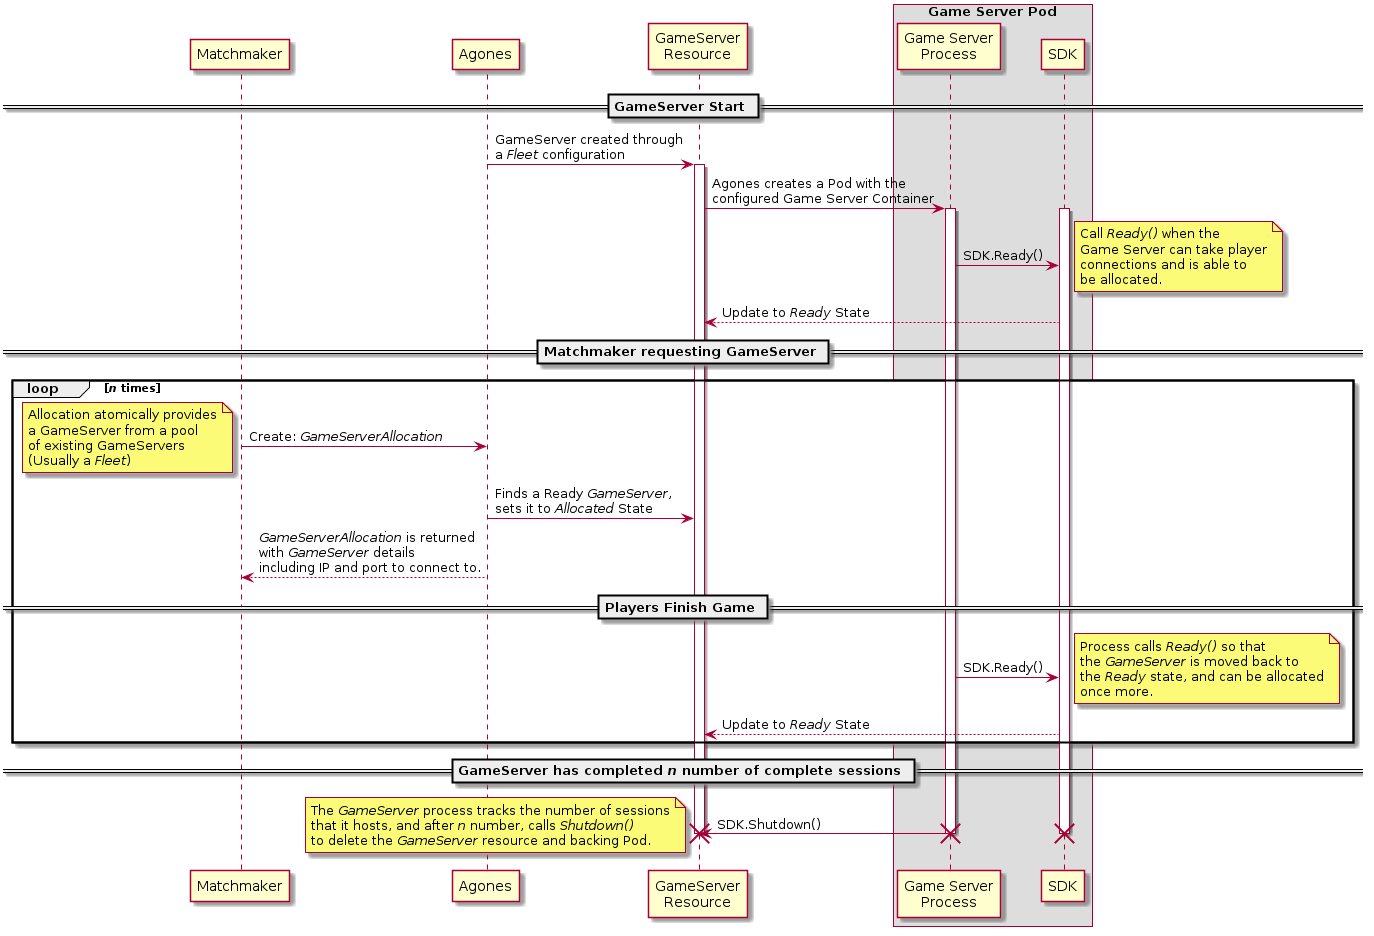 Game Server Pod
Matchmaker
Agones
GameServer
Resource
Game Server
Process
SDK
GameServer Start
GameServer created through
a Fleet configuration
Agones creates a Pod with the
configured Game Server Container
Call Ready() when the
Game Server can take player
connections and is able to
be allocated.
SDK.Ready()
Update to Ready State
Matchmaker requesting GameServer
loop [n times]
Allocation atomically provides
a GameServer from a pool
of existing GameServers
(Usually a Fleet)
Create: GameServerAllocation
Finds a Ready GameServer,
sets it to Allocated State
GameServerAllocation is returned
with GameServer details
including IP and port to connect to.
Players Finish Game
Process calls Ready() so that
the GameServer is moved back to
the Ready state, and can be allocated
once more.
SDK.Ready()
Update to Ready State
GameServer has completed n number of complete sessions
The GameServer process tracks the number of sessions
that it hosts, and after n number, calls Shutdown()
to delete the GameServer resource and backing Pod.
SDK.Shutdown()
Matchmaker
Agones
GameServer
Resource
Game Server
Process
SDK